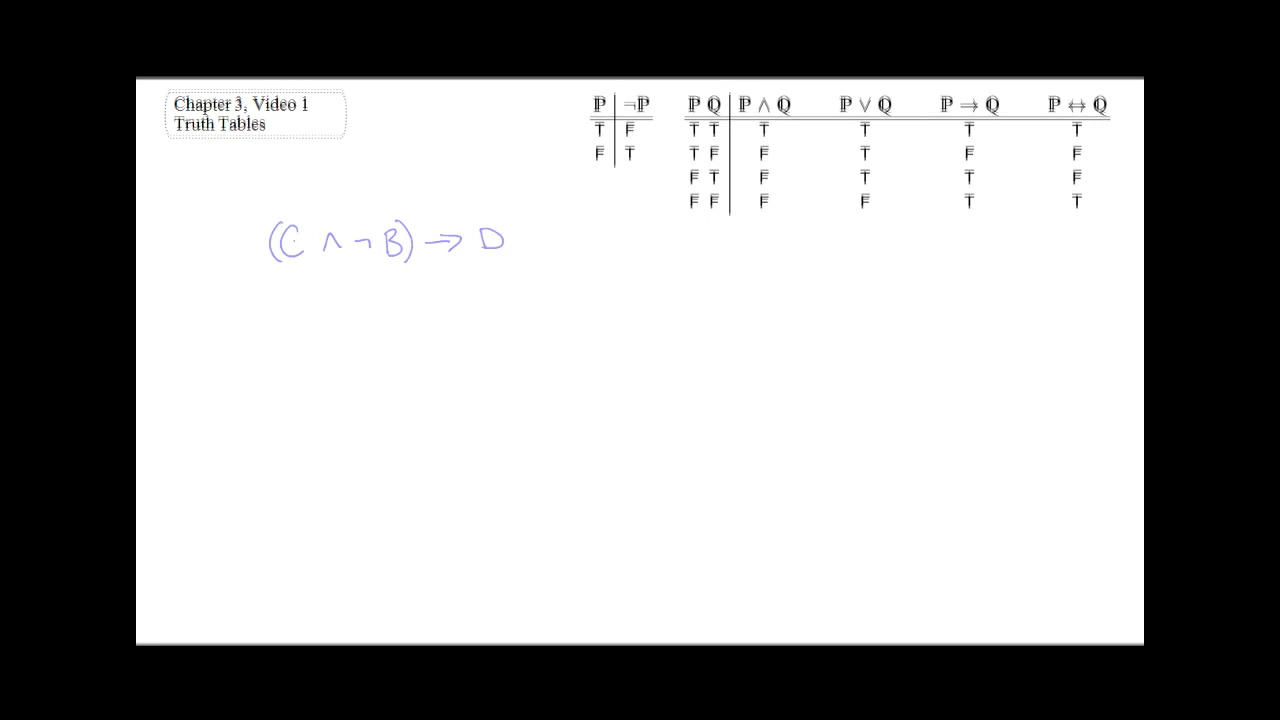 Chapter 3, Video 1
Truth Tables
ℙ ¬ℙ
T F
F T
ℙ ℚ ℙ ∧ ℚ ℙ ∨ ℚ ℙ → ℚ ℙ ↔ ℚ
T T T T T T
T F F T F F
F T F T T F
F F F F T T
(C ∧ ¬ B) → D